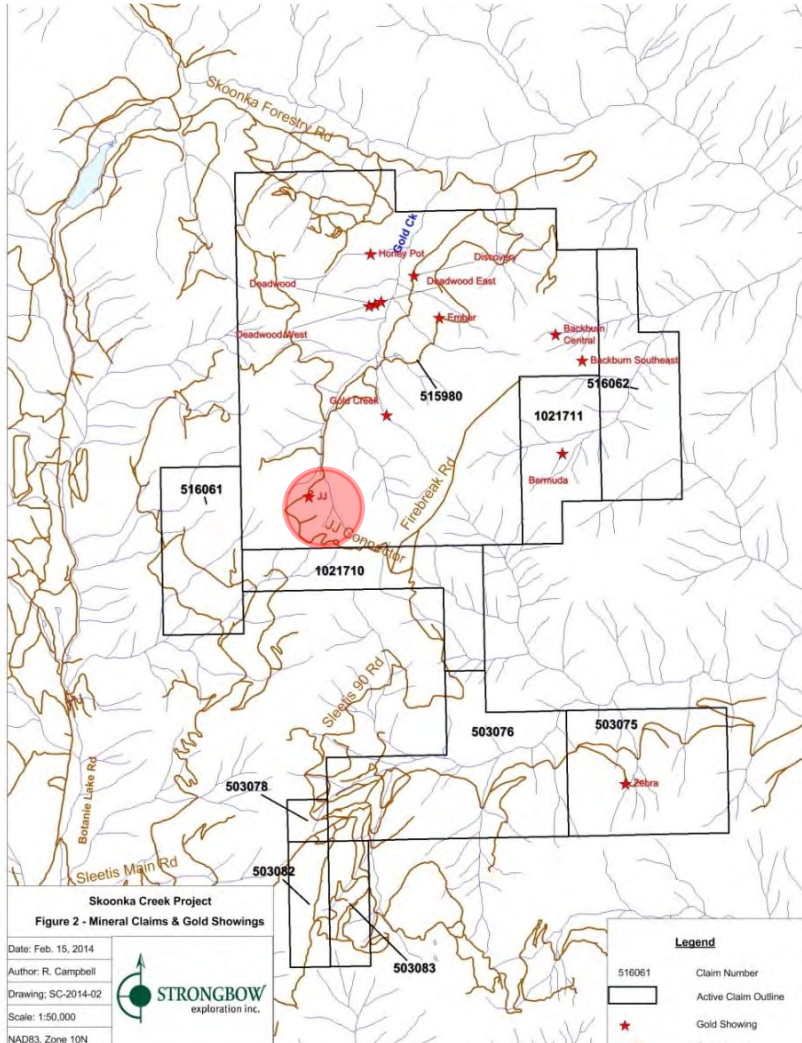 Skoonka Forestry Rd
Gold Ck
Honey Pot
Discovery
Deadwood
Deadwood East
Deadwood West
Ember
Backburn
Central
Backburn Southeast
515980
516062
Gold Creek
1021711
Firebreak Rd
Bermuda
516061
JJ
JJ Connector
1021710
Sleetis 90 Rd
503076
503075
Zebra
503078
Botanie Lake Rd
Sleetis Main Rd
503082
503083
Skoonka Creek Project
Figure 2 - Mineral Claims & Gold Showings
Date: Feb. 15, 2014
Author: R. Campbell
Drawing: SC-2014-02
Scale: 1:50,000
NAD83, Zone 10N
STRONGBOW
exploration inc.
Legend
516061 Claim Number
Active Claim Outline
Gold Showing